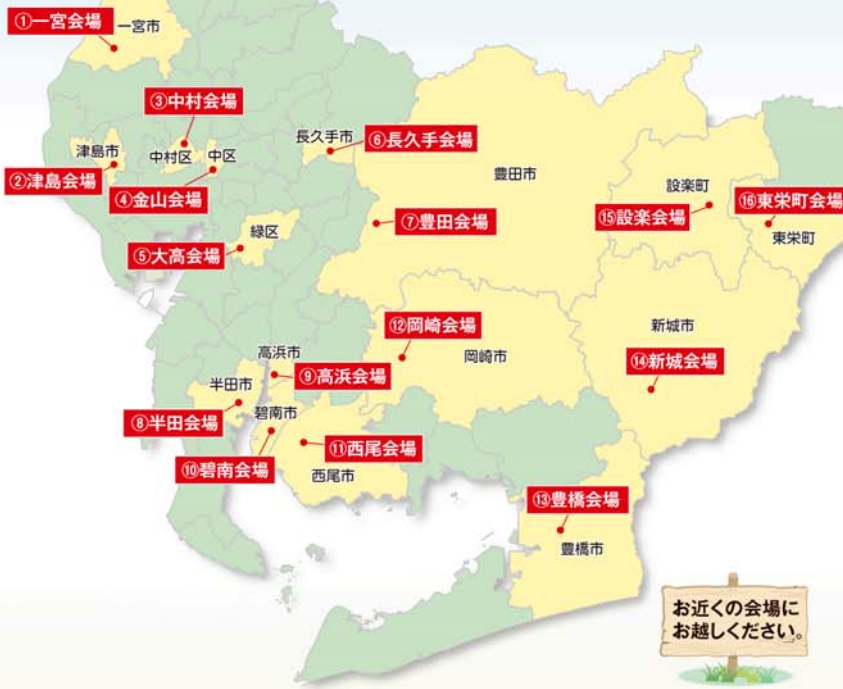 ①一宮会場
一宮市
③中村会場
津島市
中村区
中区
長久手市
⑥長久手会場
②津島会場
④金山会場
豊田市
設楽町
⑯東栄町会場
⑮設楽会場
⑦豊田会場
緑区
東栄町
⑤大高会場
⑫岡崎会場
新城市
高浜市
岡崎市
⑭新城会場
⑨高浜会場
半田市
碧南市
⑧半田会場
⑪西尾会場
⑩碧南会場
西尾市
⑬豊橋会場
豊橋市
お近くの会場に
お越しください。